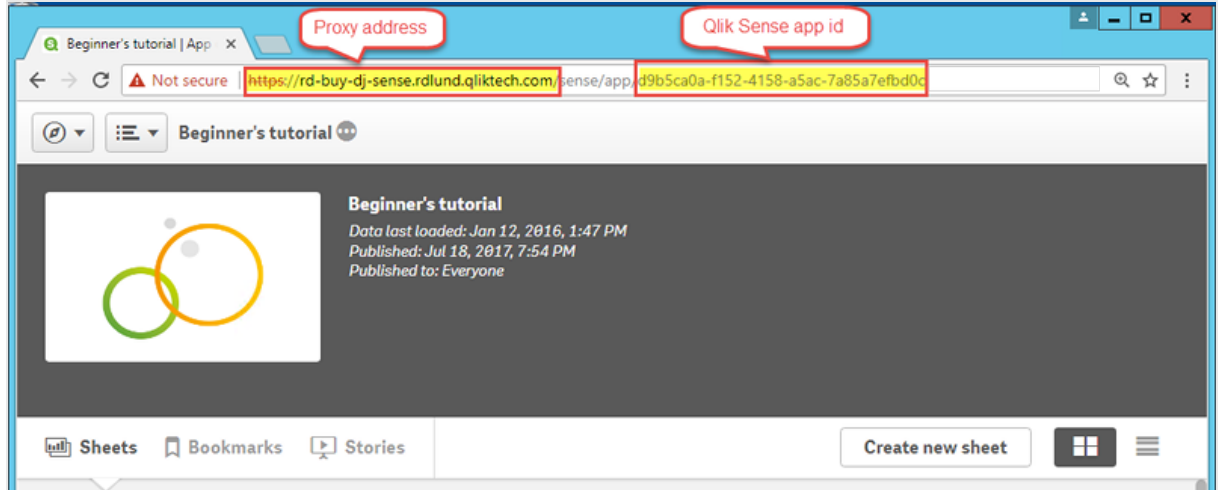 Proxy address
Qlik Sense app id
Beginner's tutorial | App
Not secure | https://rd-buy-dj-sense.rdlund.qliktech.com/sense/app/d9b5ca0a-f152-4158-a5ac-7a85a7efbd0c
Beginner's tutorial
Beginner's tutorial
Data last loaded: Jan 12, 2016, 1:47 PM
Published: Jul 18, 2017, 7:54 PM
Published to: Everyone
Sheets Bookmarks Stories Create new sheet